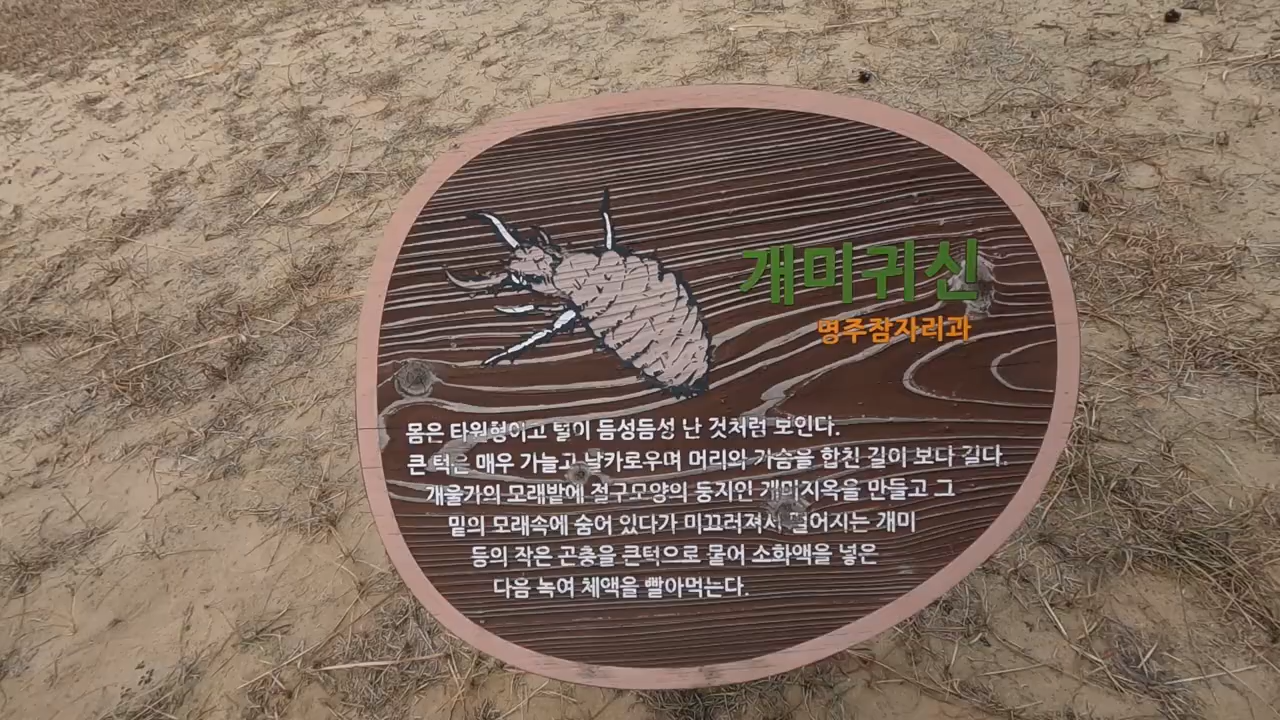 개미귀신
명주잠자리과
몸은 타원형이고 털이 듬성듬성 난 것처럼 보인다.
큰 턱은 매우 가늘고 날카로우며 머리와 가슴을 합친 길이 보다 길다.
개울가의 모래밭에 절구모양의 둥지인 개미지옥을 만들고 그
밑의 모래속에 숨어 있다가 미끄러져서 떨어지는 개미
등의 작은 곤충을 큰턱으로 물어 소화액을 넣은
다음 녹여 체액을 빨아먹는다.